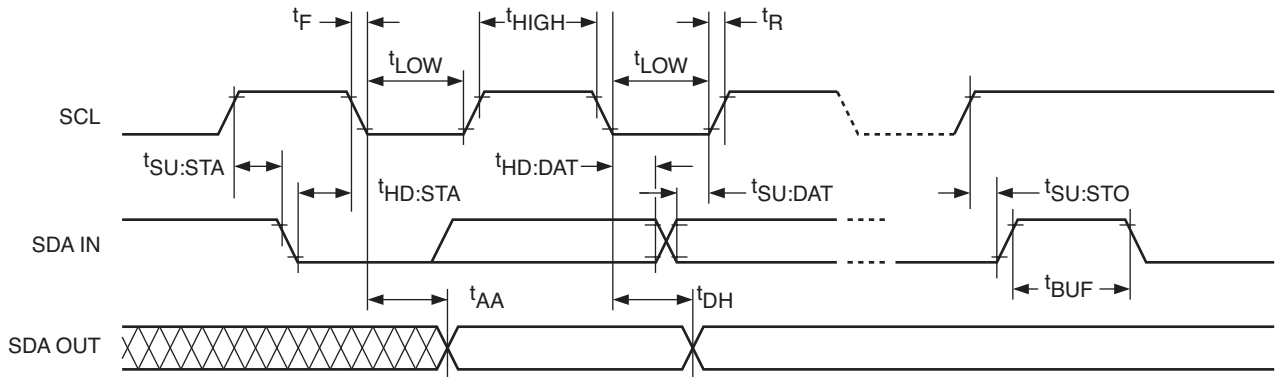 tF
tHIGH
tR
tLOW
tLOW
SCL
tSU:STA
tHD:STA
tHD:DAT
tSU:DAT
tSU:STO
SDA IN
tBUF
tAA
tDH
SDA OUT